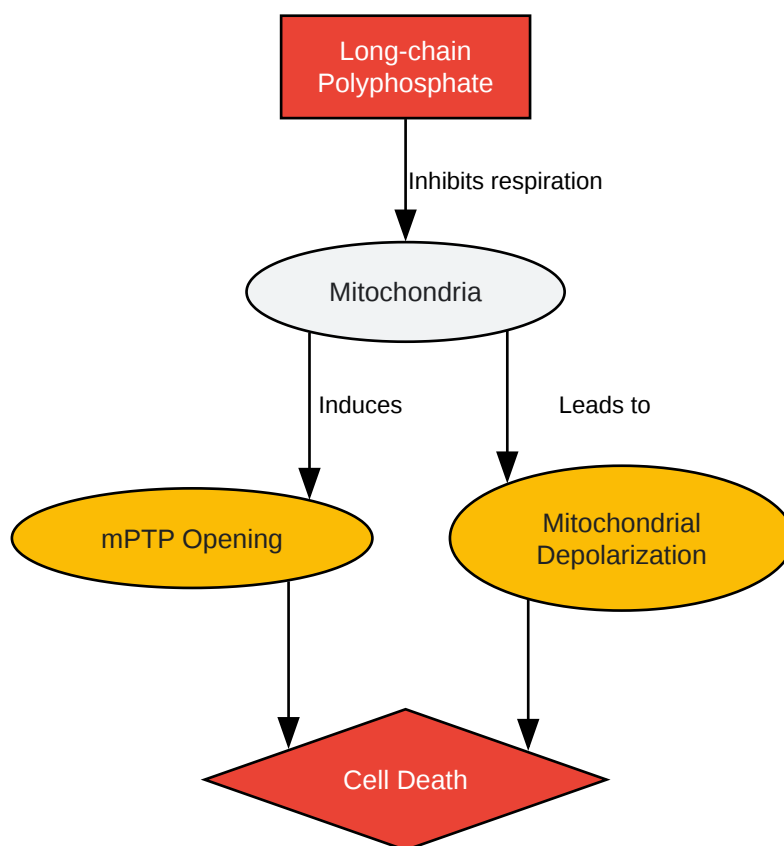 Long-chain
Polyphosphate
Inhibits respiration
Mitochondria
Induces
Leads to
mPTP Opening
Mitochondrial
Depolarization
Cell Death